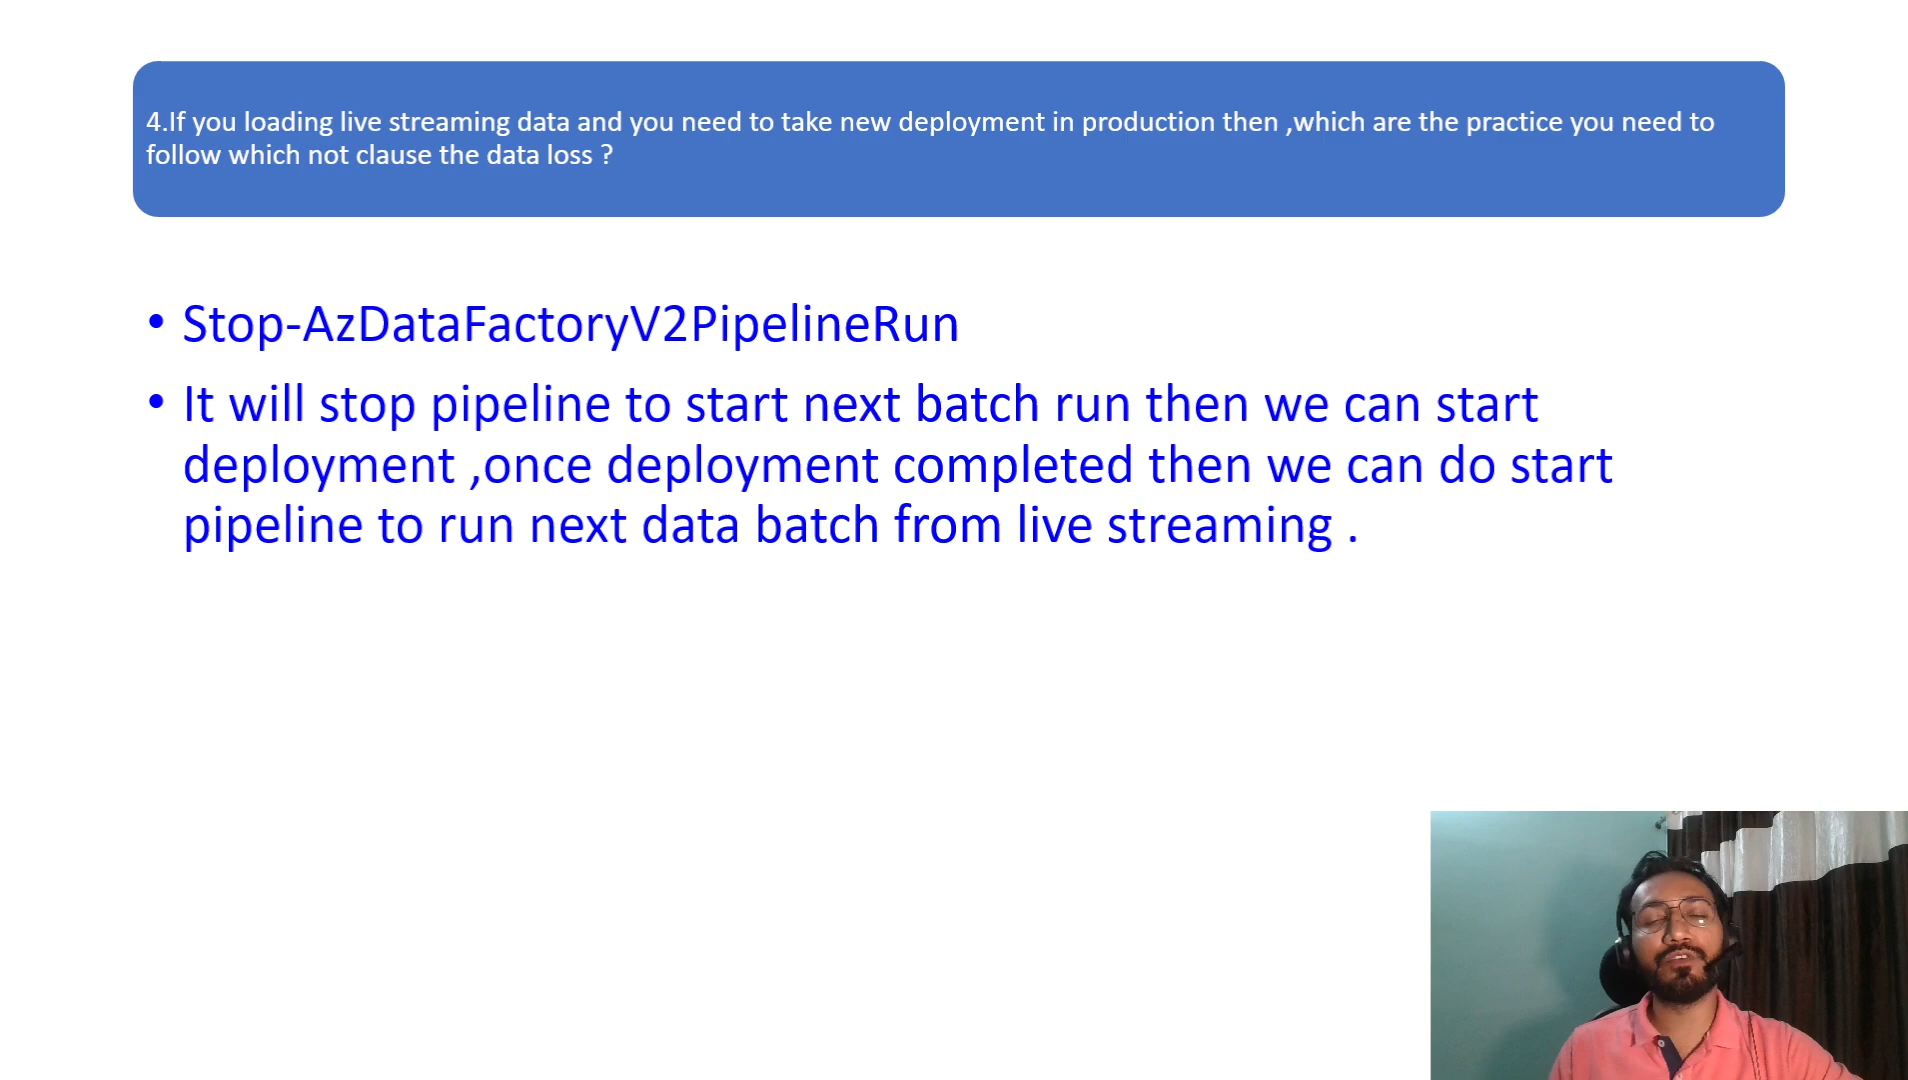 4.If you loading live streaming data and you need to take new deployment in production then ,which are the practice you need to
follow which not clause the data loss ?
• Stop-AzDataFactoryV2PipelineRun
• It will stop pipeline to start next batch run then we can start
deployment ,once deployment completed then we can do start
pipeline to run next data batch from live streaming .